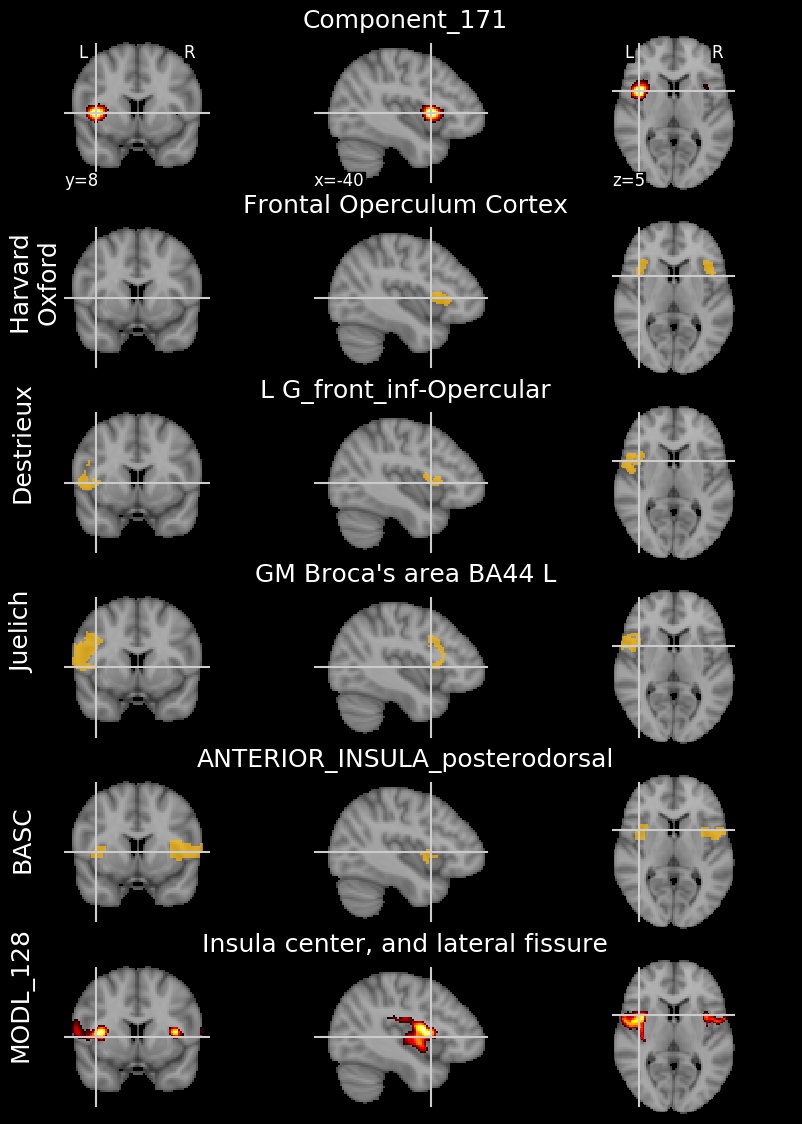 Component_171
L R
L R
y=8
x=-40
z=5
Frontal Operculum Cortex
Harvard
Oxford
L G_front_inf-Opercular
Destrieux
GM Broca's area BA44 L
Juelich
ANTERIOR_INSULA_posterodorsal
BASC
Insula center, and lateral fissure
MODL_128